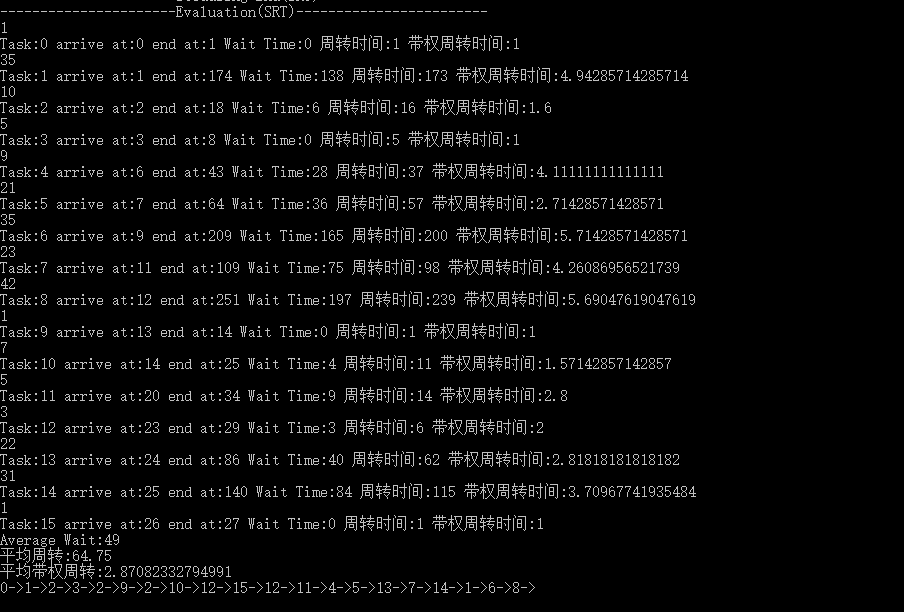 ----------------------Evaluation(SRT)------------------------
1
Task:0 arrive at:0 end at:1 Wait Time:0 周转时间:1 带权周转时间:1
35
Task:1 arrive at:1 end at:174 Wait Time:138 周转时间:173 带权周转时间:4.94285714285714
10
Task:2 arrive at:2 end at:18 Wait Time:6 周转时间:16 带权周转时间:1.6
5
Task:3 arrive at:3 end at:8 Wait Time:0 周转时间:5 带权周转时间:1
9
Task:4 arrive at:6 end at:43 Wait Time:28 周转时间:37 带权周转时间:4.11111111111111
21
Task:5 arrive at:7 end at:64 Wait Time:36 周转时间:57 带权周转时间:2.71428571428571
35
Task:6 arrive at:9 end at:209 Wait Time:165 周转时间:200 带权周转时间:5.71428571428571
23
Task:7 arrive at:11 end at:109 Wait Time:75 周转时间:98 带权周转时间:4.26086956521739
42
Task:8 arrive at:12 end at:251 Wait Time:197 周转时间:239 带权周转时间:5.69047619047619
1
Task:9 arrive at:13 end at:14 Wait Time:0 周转时间:1 带权周转时间:1
7
Task:10 arrive at:14 end at:25 Wait Time:4 周转时间:11 带权周转时间:1.57142857142857
5
Task:11 arrive at:20 end at:34 Wait Time:9 周转时间:14 带权周转时间:2.8
3
Task:12 arrive at:23 end at:29 Wait Time:3 周转时间:6 带权周转时间:2
22
Task:13 arrive at:24 end at:86 Wait Time:40 周转时间:62 带权周转时间:2.81818181818182
31
Task:14 arrive at:25 end at:140 Wait Time:84 周转时间:115 带权周转时间:3.70967741935484
1
Task:15 arrive at:26 end at:27 Wait Time:0 周转时间:1 带权周转时间:1
Average Wait:49
平均周转:64.75
平均带权周转:2.87082332794991
0->1->2->3->2->9->2->10->12->15->12->11->4->5->13->7->14->1->6->8->